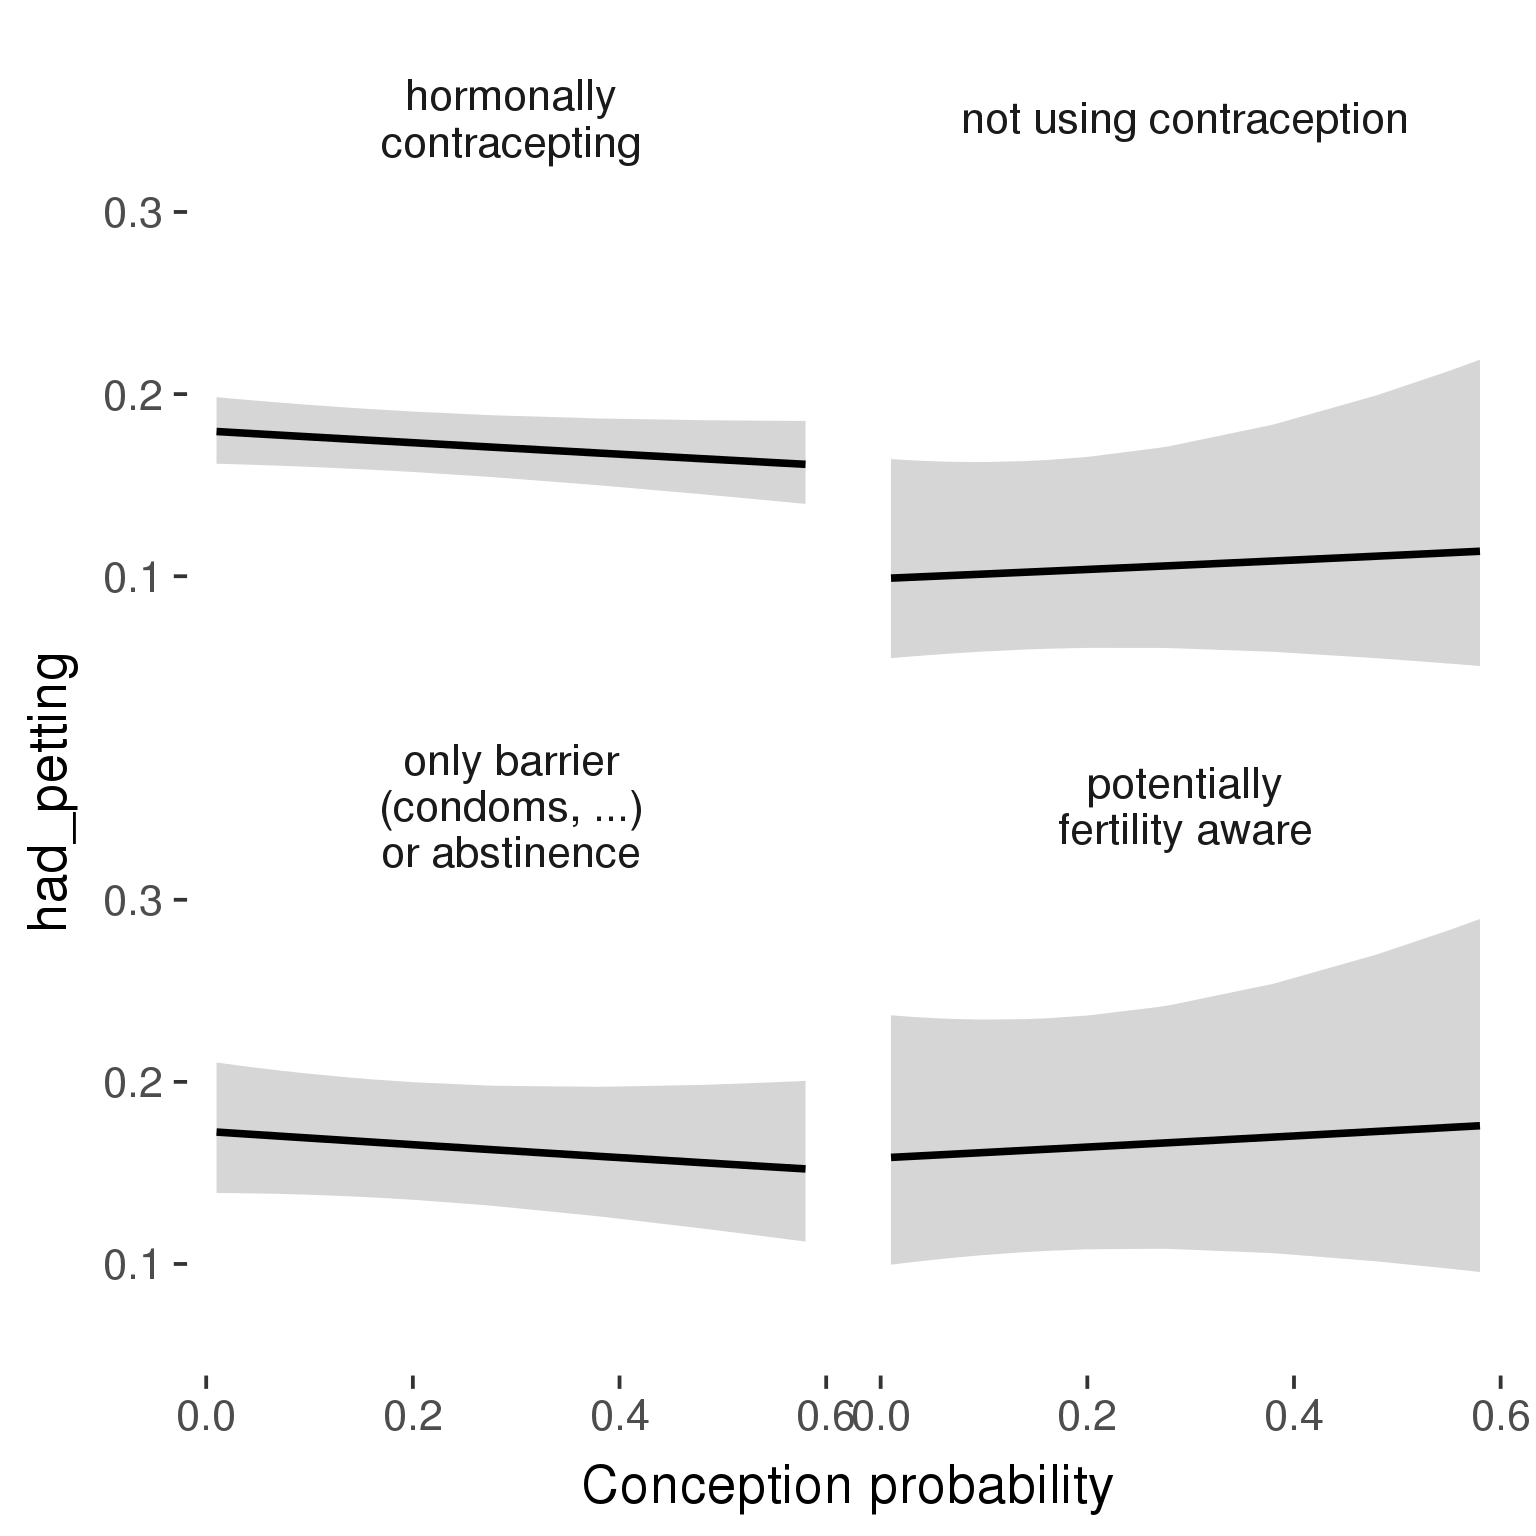 hormonally
contracepting
not using contraception
0.3
0.2
0.1
had_petting
only barrier
(condoms, ...)
or abstinence
potentially
fertility aware
0.3
0.2
0.1
0.0 0.2 0.4 0.6 0.0 0.2 0.4 0.6
Conception probability